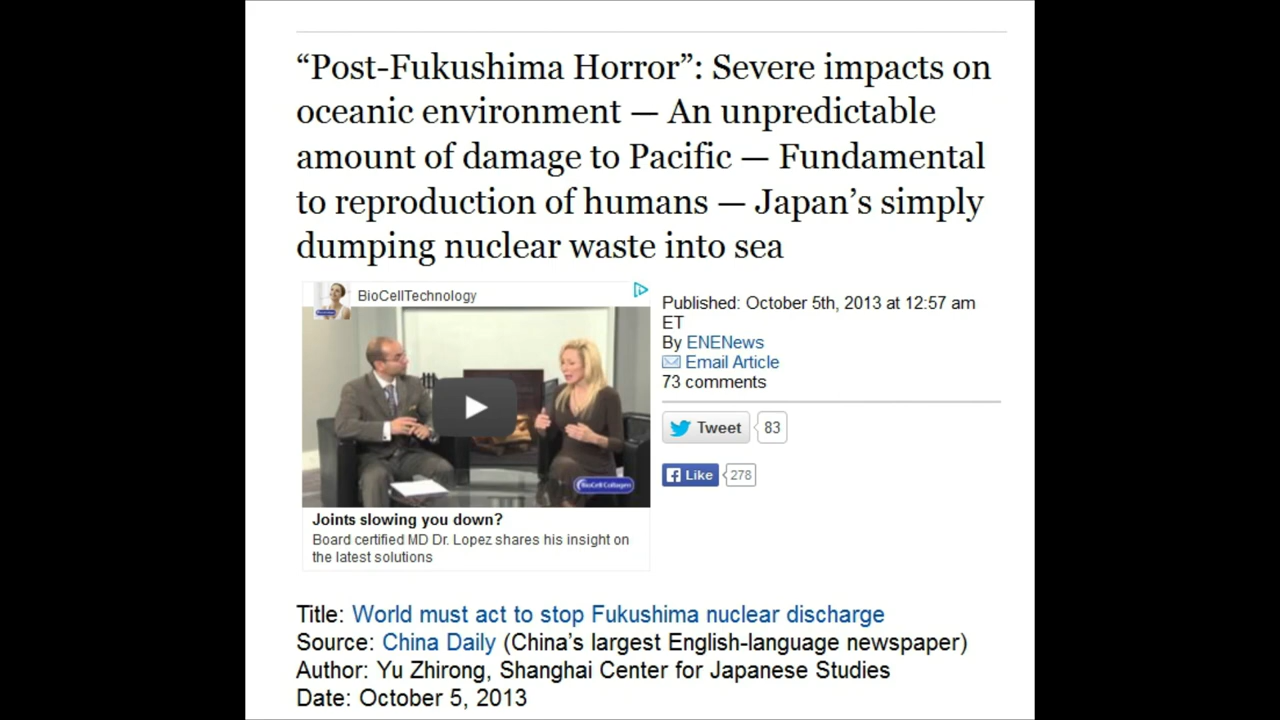 “Post-Fukushima Horror”: Severe impacts on
oceanic environment — An unpredictable
amount of damage to Pacific — Fundamental
to reproduction of humans — Japan’s simply
dumping nuclear waste into sea
BioCellTechnology
BioCell Collagen
Joints slowing you down?
Board certified MD Dr. Lopez shares his insight on
the latest solutions
Published: October 5th, 2013 at 12:57 am
ET
By ENENews
Email Article
73 comments
Tweet 83
Like 278
Title: World must act to stop Fukushima nuclear discharge
Source: China Daily (China’s largest English-language newspaper)
Author: Yu Zhirong, Shanghai Center for Japanese Studies
Date: October 5, 2013